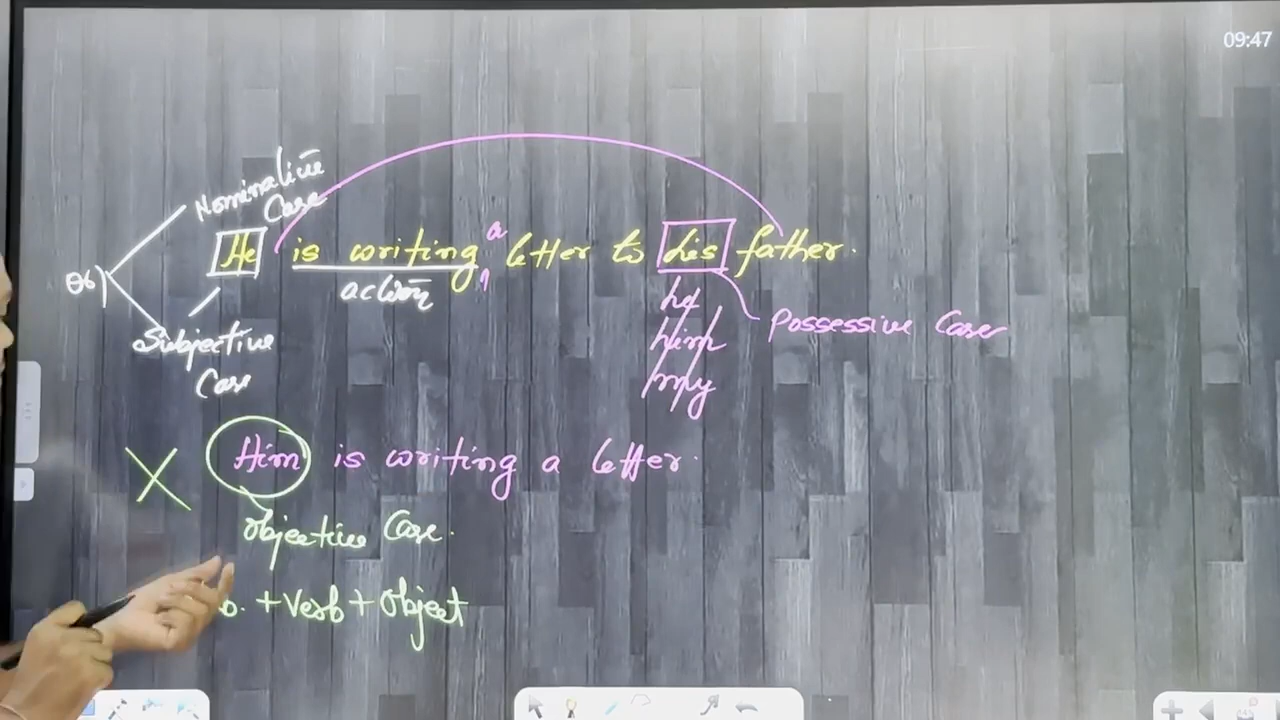 09:47
Nominative
Case
a
He is writing letter to his father.
action
he
him
my
Possessive Case
Subjective
Case
Him is writing a letter.
Objective Case.
+ Verb + Object